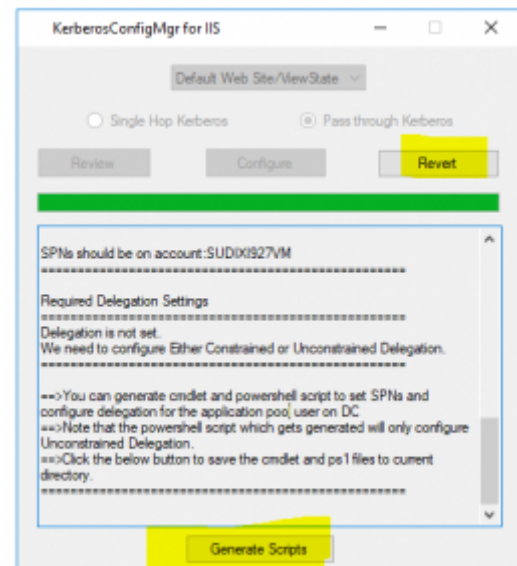 KerberosConfigMgr for IIS
Default Web Site/ViewState
Single Hop Kerberos Pass through Kerberos
Review Configure Revert
SPNs should be on account:SUDIXI927VM
=====================================================
Required Delegation Settings
=====================================================
Delegation is not set.
We need to configure Either Constrained or Unconstrained Delegation.
=====================================================
==>You can generate cmdlet and powershell script to set SPNs and
configure delegation for the application pool user on DC
==>Note that the powershell script which gets generated will only configure
Unconstrained Delegation.
==>Click the below button to save the cmdlet and ps1 files to current
directory.
=====================================================
Generate Scripts